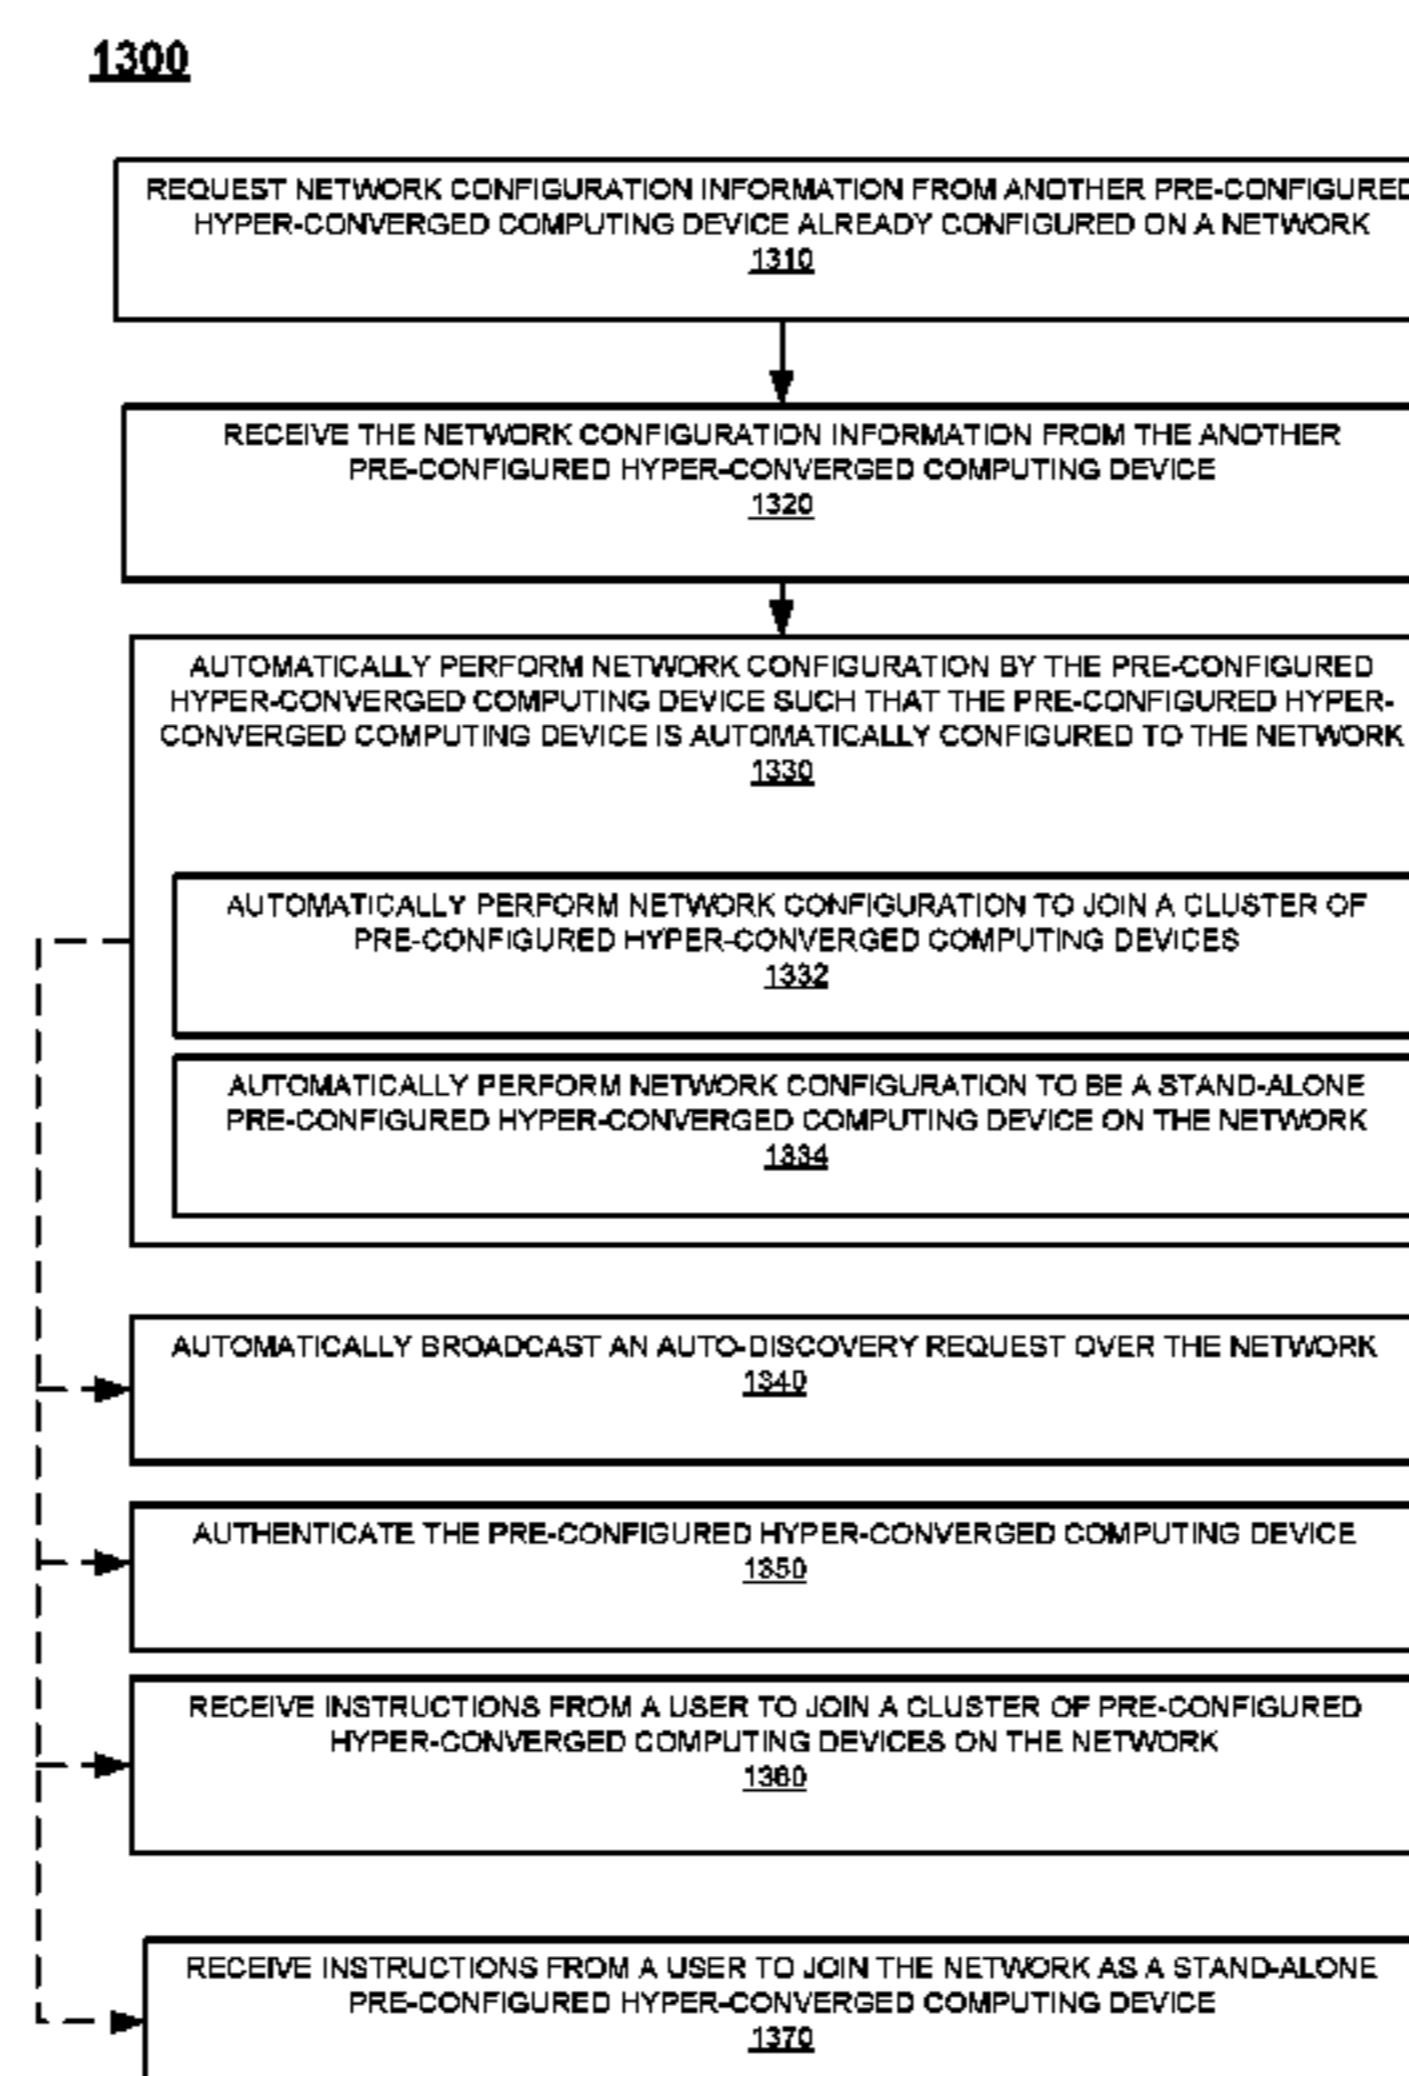 1300
REQUEST NETWORK CONFIGURATION INFORMATION FROM ANOTHER PRE-CONFIGURED
HYPER-CONVERGED COMPUTING DEVICE ALREADY CONFIGURED ON A NETWORK
1310
RECEIVE THE NETWORK CONFIGURATION INFORMATION FROM THE ANOTHER
PRE-CONFIGURED HYPER-CONVERGED COMPUTING DEVICE
1320
AUTOMATICALLY PERFORM NETWORK CONFIGURATION BY THE PRE-CONFIGURED
HYPER-CONVERGED COMPUTING DEVICE SUCH THAT THE PRE-CONFIGURED HYPER-
CONVERGED COMPUTING DEVICE IS AUTOMATICALLY CONFIGURED TO THE NETWORK
1330
AUTOMATICALLY PERFORM NETWORK CONFIGURATION TO JOIN A CLUSTER OF
PRE-CONFIGURED HYPER-CONVERGED COMPUTING DEVICES
1332
AUTOMATICALLY PERFORM NETWORK CONFIGURATION TO BE A STAND-ALONE
PRE-CONFIGURED HYPER-CONVERGED COMPUTING DEVICE ON THE NETWORK
1334
AUTOMATICALLY BROADCAST AN AUTO-DISCOVERY REQUEST OVER THE NETWORK
1340
AUTHENTICATE THE PRE-CONFIGURED HYPER-CONVERGED COMPUTING DEVICE
1350
RECEIVE INSTRUCTIONS FROM A USER TO JOIN A CLUSTER OF PRE-CONFIGURED
HYPER-CONVERGED COMPUTING DEVICES ON THE NETWORK
1360
RECEIVE INSTRUCTIONS FROM A USER TO JOIN THE NETWORK AS A STAND-ALONE
PRE-CONFIGURED HYPER-CONVERGED COMPUTING DEVICE
1370